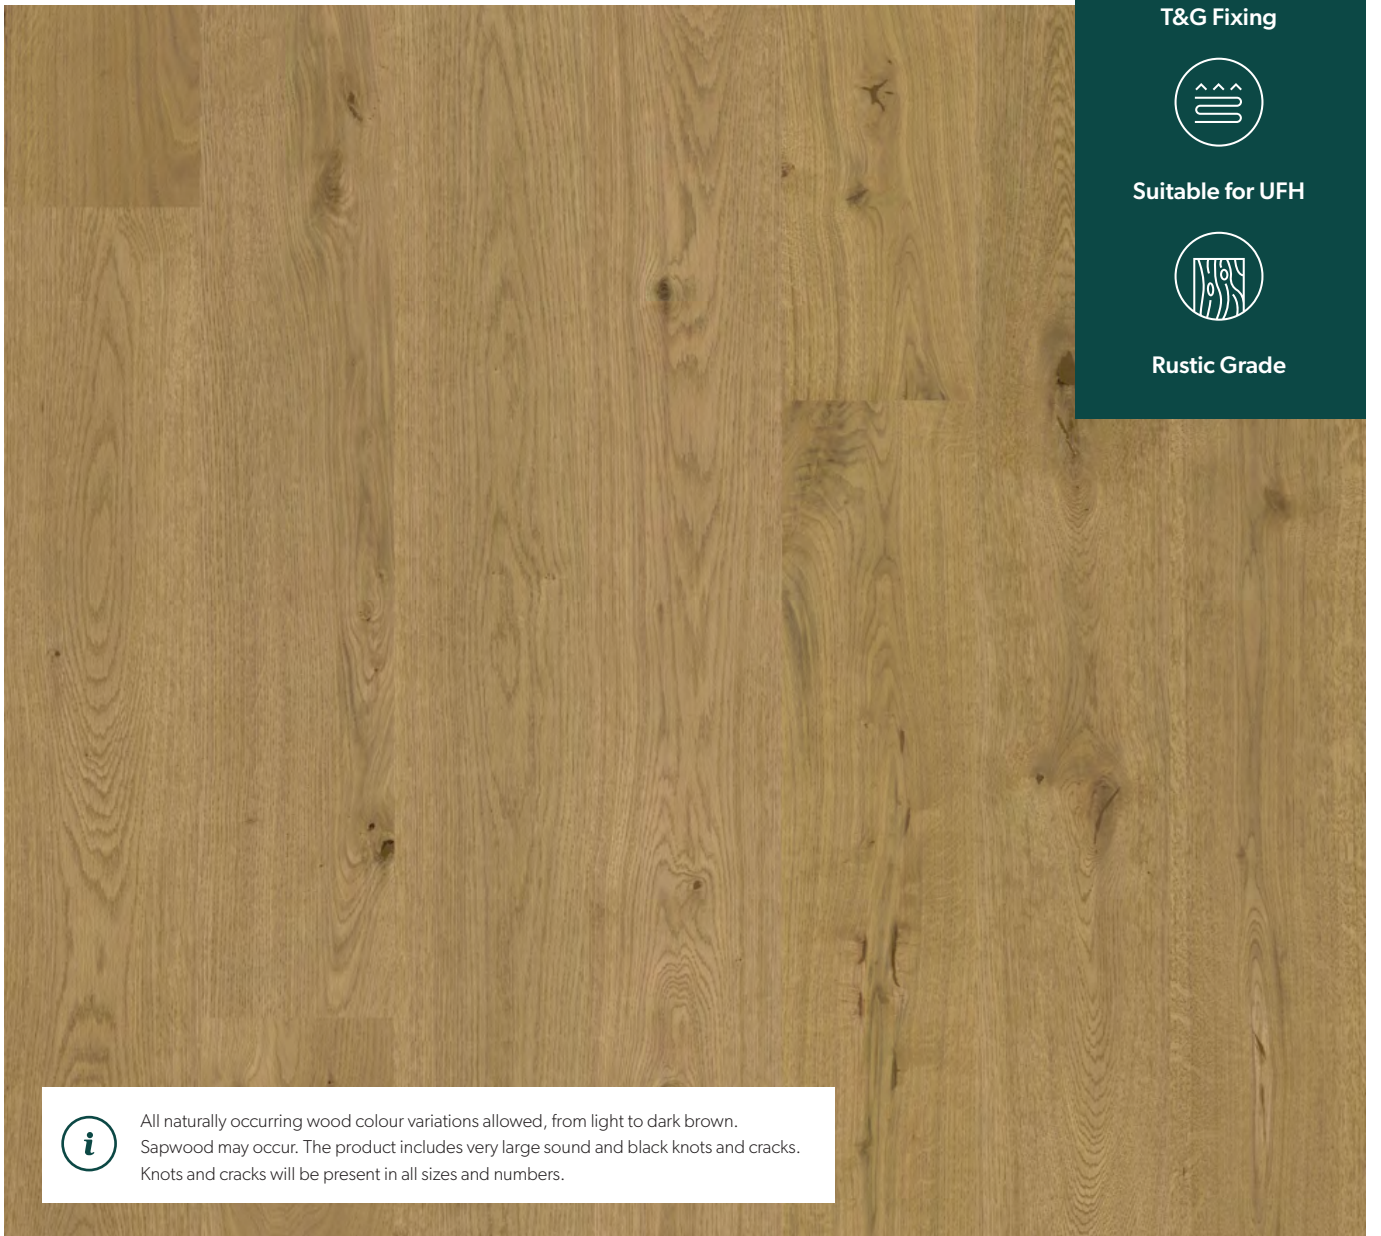 T&G Fixing
Suitable for UFH
Rustic Grade
i
All naturally occurring wood colour variations allowed, from light to dark brown.
Sapwood may occur. The product includes very large sound and black knots and cracks.
Knots and cracks will be present in all sizes and numbers.